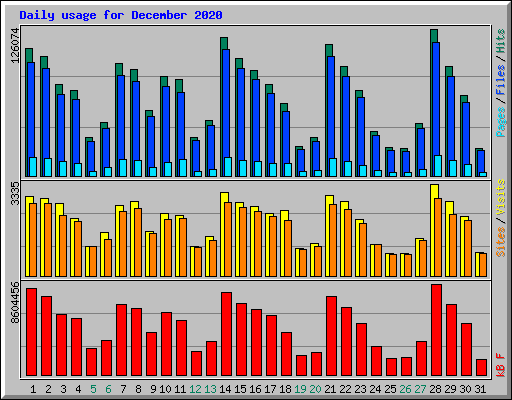 Daily usage for December 2020
126074
Pages / Files / Hits
3335
Sites / Visits
8604456
kB F
1 2 3 4 5 6 7 8 9 10 11 12 13 14 15 16 17 18 19 20 21 22 23 24 25 26 27 28 29 30 31